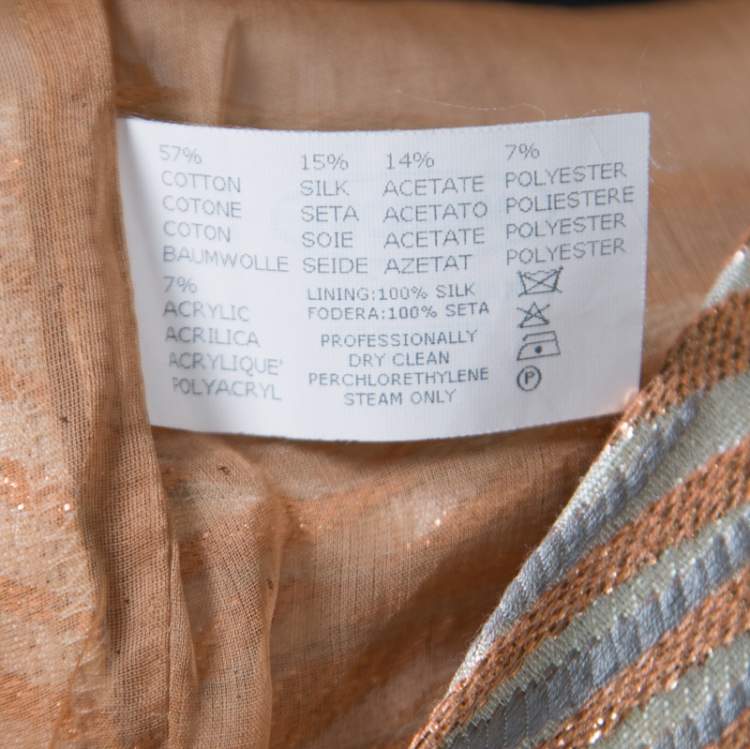 57%
COTTON
COTONE
COTON
BAUMWOLLE
7%
ACRYLIC
ACRILICA
ACRYLIQUE'
POLYACRYL
15%
SILK
SETA
SOIE
SEIDE
14%
ACETATE
ACETATO
ACETATE
AZETAT
7%
POLYESTER
POLIESTERE
POLYESTER
POLYESTER
LINING:100% SILK
FODERA:100% SETA
PROFESSIONALLY
DRY CLEAN
PERCHLORETHYLENE
STEAM ONLY
P